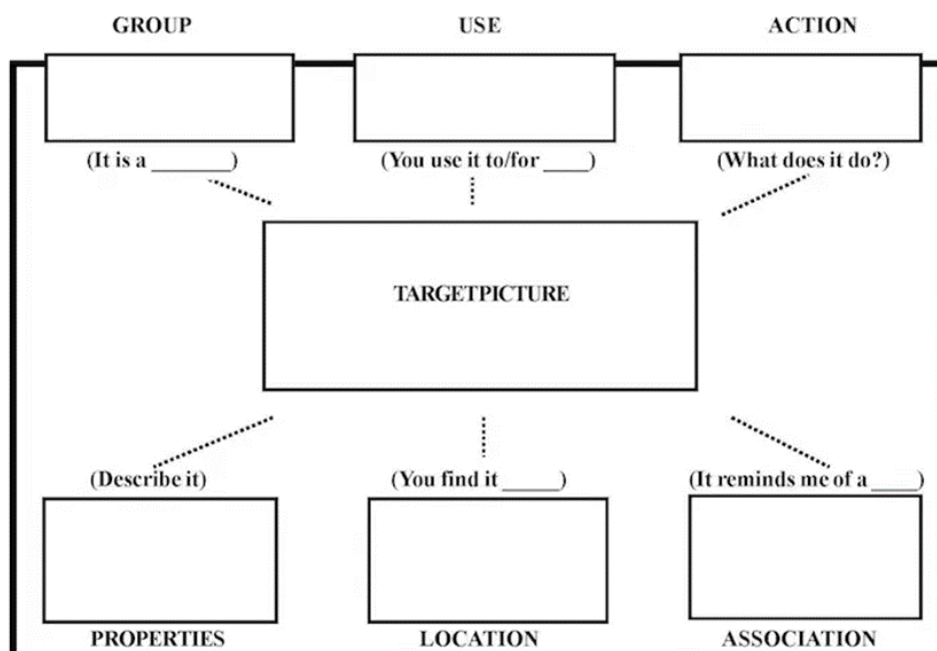 GROUP USE ACTION
(It is a _______) (You use it to/for ____) (What does it do?)
TARGETPICTURE
(Describe it) (You find it _____) (It reminds me of a ____)
PROPERTIES LOCATION ASSOCIATION